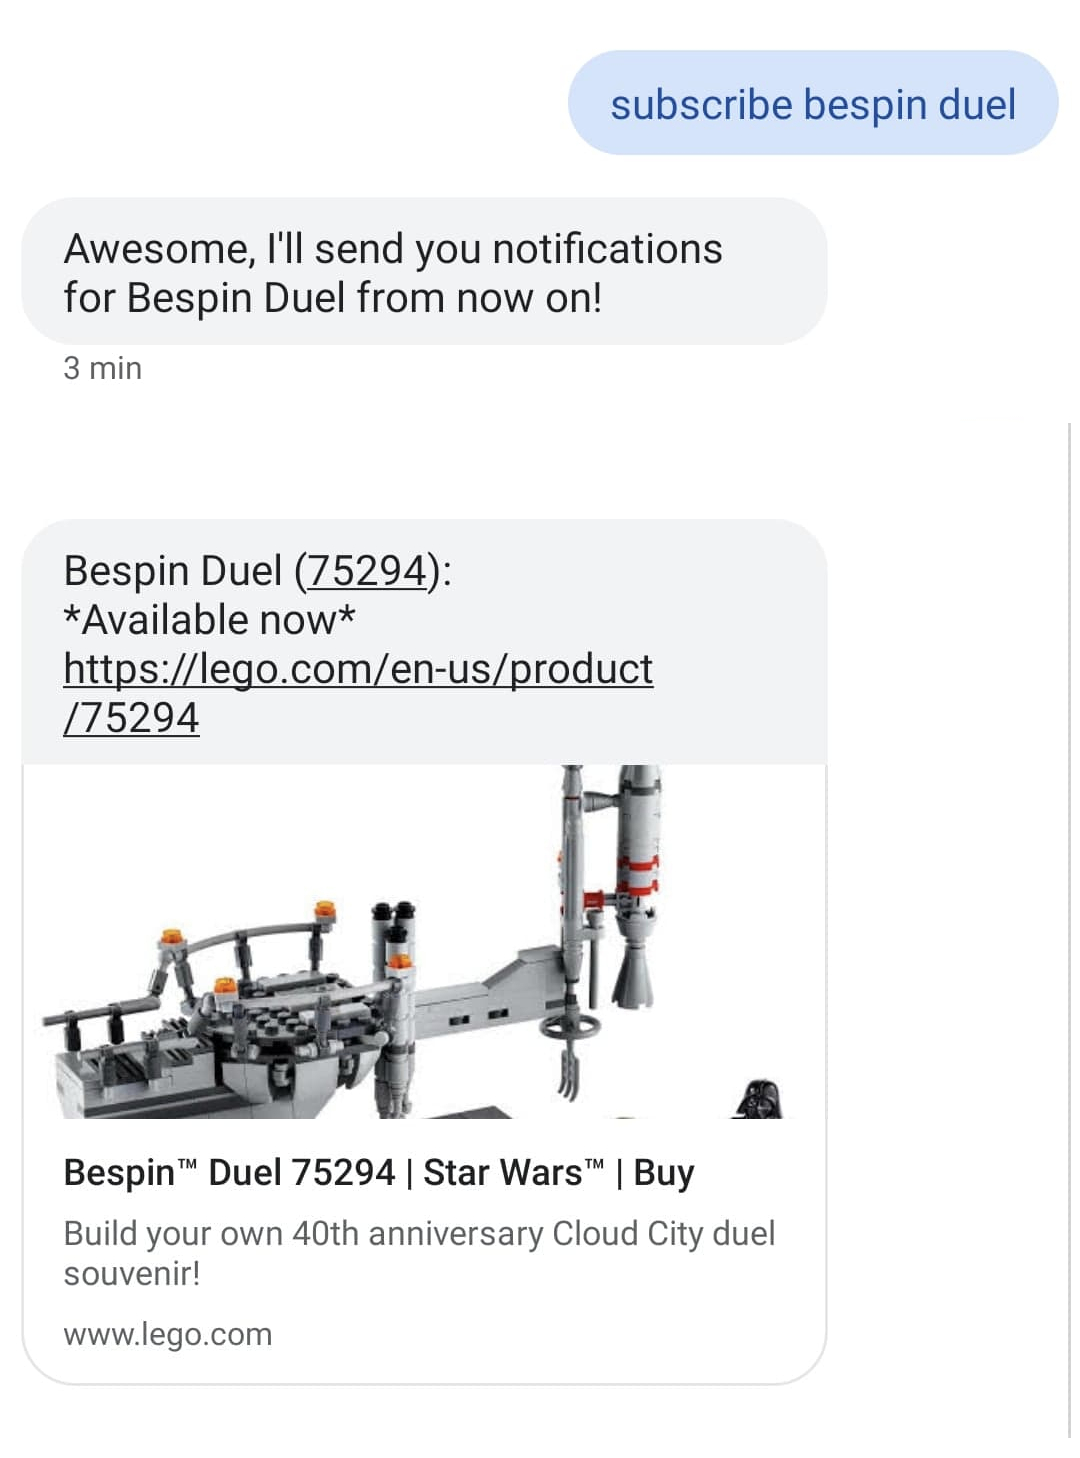 subscribe bespin duel
Awesome, I'll send you notifications
for Bespin Duel from now on!
3 min
Bespin Duel (75294):
*Available now*
https://lego.com/en-us/product
/75294
Bespin™ Duel 75294 | Star Wars™ | Buy
Build your own 40th anniversary Cloud City duel
souvenir!
www.lego.com